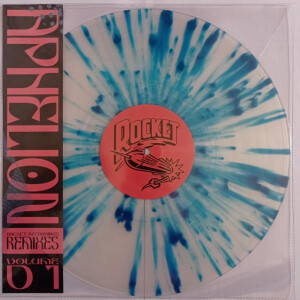 APHELION
ROCKET RECORDINGS
REMIXES
VOLUME
01
ROCKET